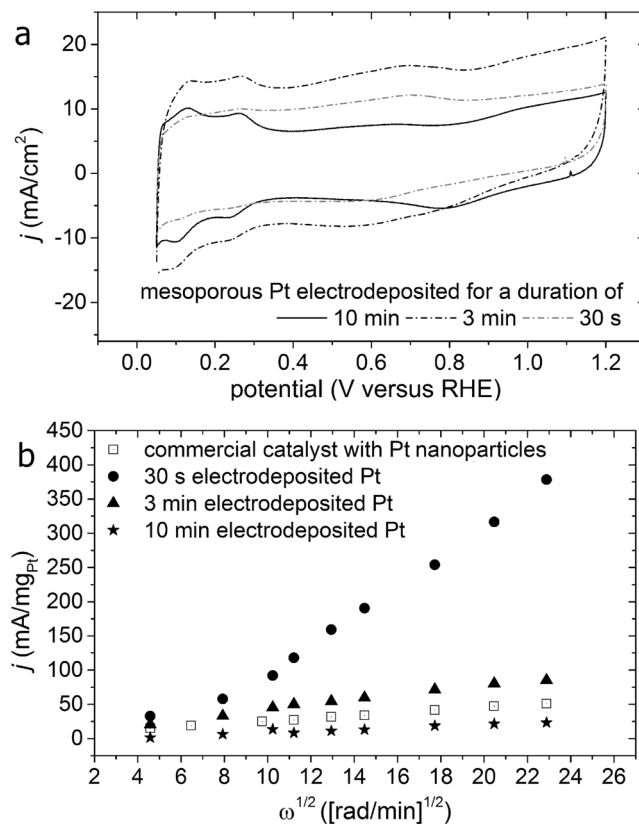 a
20
10
0
-10
-20
j (mA/cm²)
mesoporous Pt electrodeposited for a duration of
10 min 3 min 30 s
0.0 0.2 0.4 0.6 0.8 1.0 1.2
potential (V versus RHE)
b
450
400
350
300
250
200
150
100
50
0
j (mA/mgPt)
commercial catalyst with Pt nanoparticles
30 s electrodeposited Pt
3 min electrodeposited Pt
10 min electrodeposited Pt
2 4 6 8 10 12 14 16 18 20 22 24 26
ω1/2 ([rad/min]1/2)